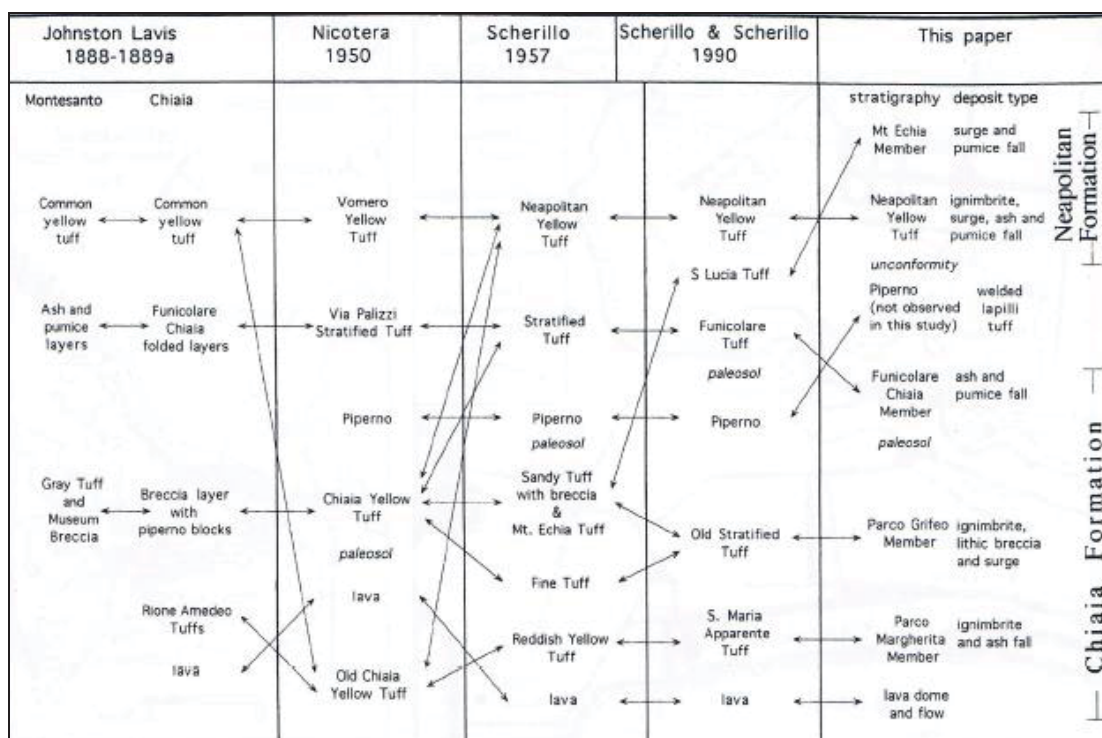 Johnston Lavis
1888-1889a
Nicotera
1950
Scherillo
1957
Scherillo & Scherillo
1990
This paper
Montesanto Chiaia
Common
yellow
tuff
Common
yellow
tuff
Ash and
pumice
layers
Funicolare
Chiaia
folded layers
Gray Tuff
and
Museum
Breccia
Breccia layer
with
piperno blocks
Rione Amedeo
Tuffs
lava
Vomero
Yellow
Tuff
Via Palizzi
Stratified Tuff
Piperno
Chiaia Yellow
Tuff
paleosol
lava
Old Chiaia
Yellow Tuff
Neapolitan
Yellow
Tuff
Stratified
Tuff
Piperno
paleosol
Sandy Tuff
with breccia
&
Mt. Echia Tuff
Fine Tuff
Reddish Yellow
Tuff
lava
Neapolitan
Yellow
Tuff
S Lucia Tuff
Funicolare
Tuff
paleosol
Piperno
Old Stratified
Tuff
S. Maria
Apparente
Tuff
lava
stratigraphy deposit type
Mt Echia
Member
surge and
pumice fall
Neapolitan
Yellow
Tuff
ignimbrite,
surge, ash and
pumice fall
unconformity
Piperno
(not observed
in this study)
welded
lapilli
tuff
Funicolare
Chiaia
Member
ash and
pumice fall
paleosol
Parco Grifeo
Member
ignimbrite,
lithic breccia
and surge
Parco
Margherita
Member
ignimbrite
and ash fall
lava dome
and flow
Neapolitan
Formation
Chiaia Formation